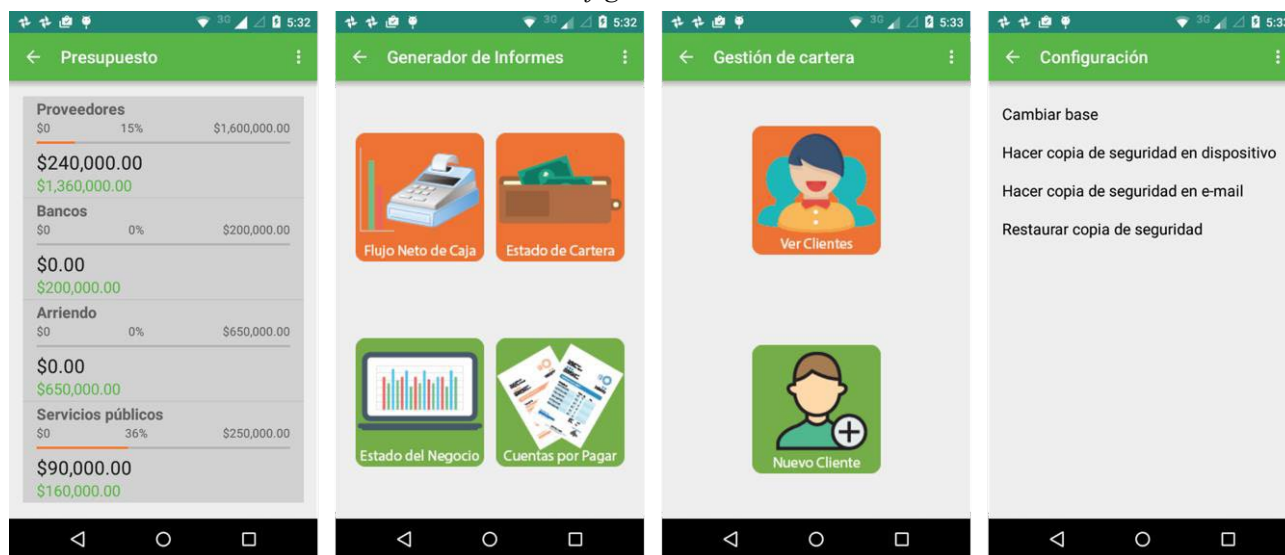 3G 5:32
Presupuesto
Proveedores
$0 15% $1,600,000.00
$240,000.00
$1,360,000.00
Bancos
$0 0% $200,000.00
$0.00
$200,000.00
Arriendo
$0 0% $650,000.00
$0.00
$650,000.00
Servicios públicos
$0 36% $250,000.00
$90,000.00
$160,000.00
3G 5:32
Generador de Informes
Flujo Neto de Caja
Estado de Cartera
Estado del Negocio
Cuentas por Pagar
3G 5:33
Gestión de cartera
Ver Clientes
Nuevo Cliente
3G
Configuración
Cambiar base
Hacer copia de seguridad en dispositivo
Hacer copia de seguridad en e-mail
Restaurar copia de seguridad